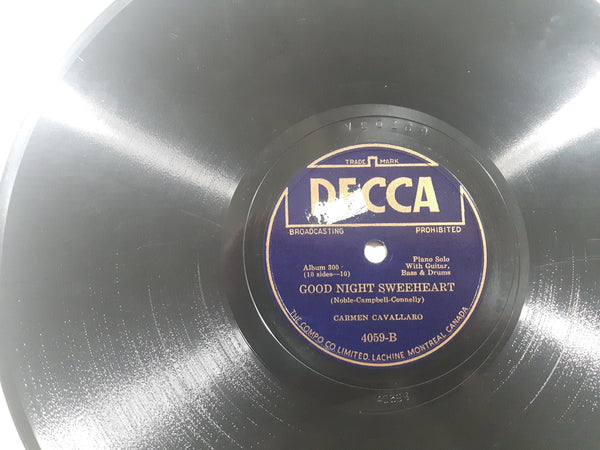 TRADE MARK
DECCA
BROADCASTING PROHIBITED
Album 300
(10 sides—10)
Piano Solo
With Guitar,
Bass & Drums
GOOD NIGHT SWEEHEART
(Noble-Campbell-Connelly)
CARMEN CAVALLARO
4059-B
THE COMPO CO. LIMITED, LACHINE MONTREAL CANADA